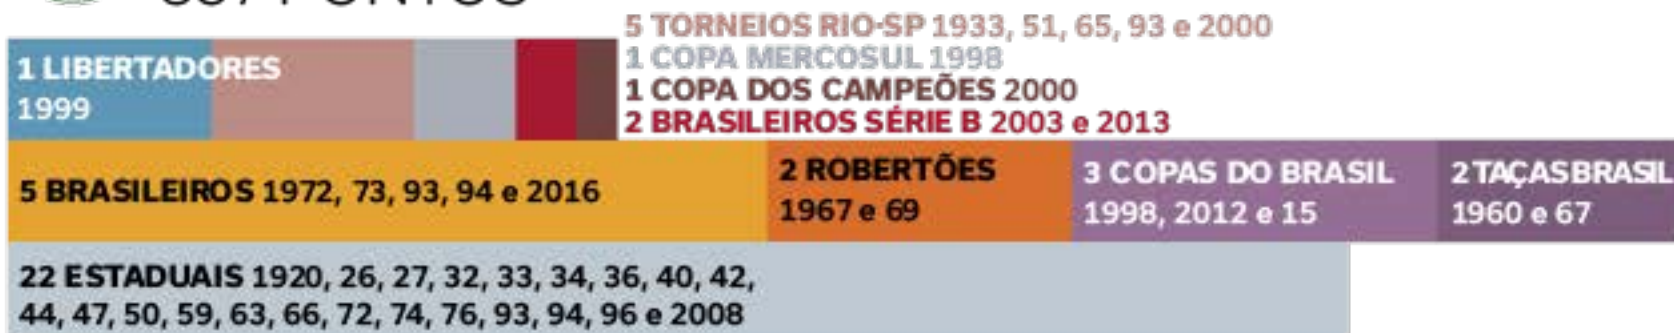 PONTOS
5 TORNEIOS RIO-SP 1933, 51, 65, 93 e 2000
1 COPA MERCOSUL 1998
1 COPA DOS CAMPEÕES 2000
2 BRASILEIROS SÉRIE B 2003 e 2013
1 LIBERTADORES
1999
5 BRASILEIROS 1972, 73, 93, 94 e 2016
2 ROBERTÕES
1967 e 69
3 COPAS DO BRASIL
1998, 2012 e 15
2 TAÇAS BRASIL
1960 e 67
22 ESTADUAIS 1920, 26, 27, 32, 33, 34, 36, 40, 42,
44, 47, 50, 59, 63, 66, 72, 74, 76, 93, 94, 96 e 2008